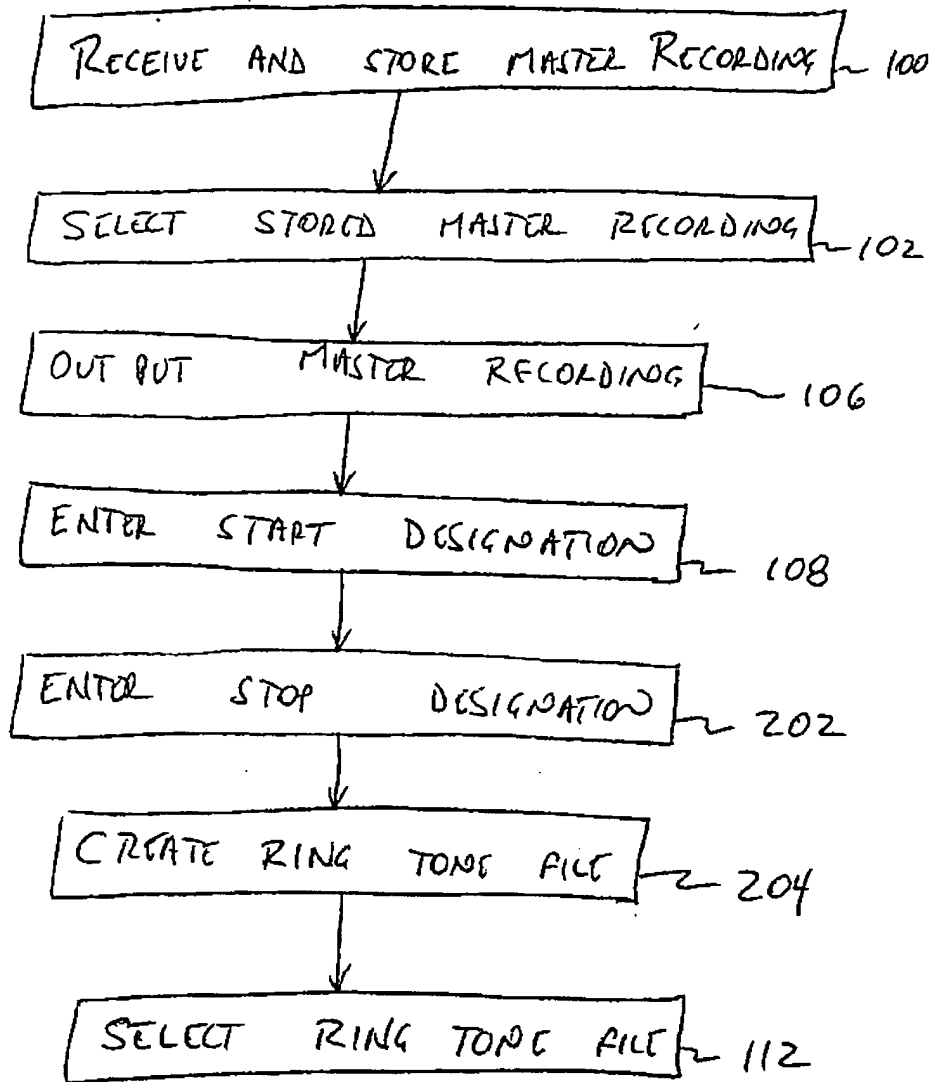 RECEIVE AND STORE MASTER RECORDING 100
SELECT STORED MASTER RECORDING 102
OUTPUT MASTER RECORDING 106
ENTER START DESIGNATION 108
ENTER STOP DESIGNATION 202
CREATE RING TONE FILE 204
SELECT RING TONE FILE 112